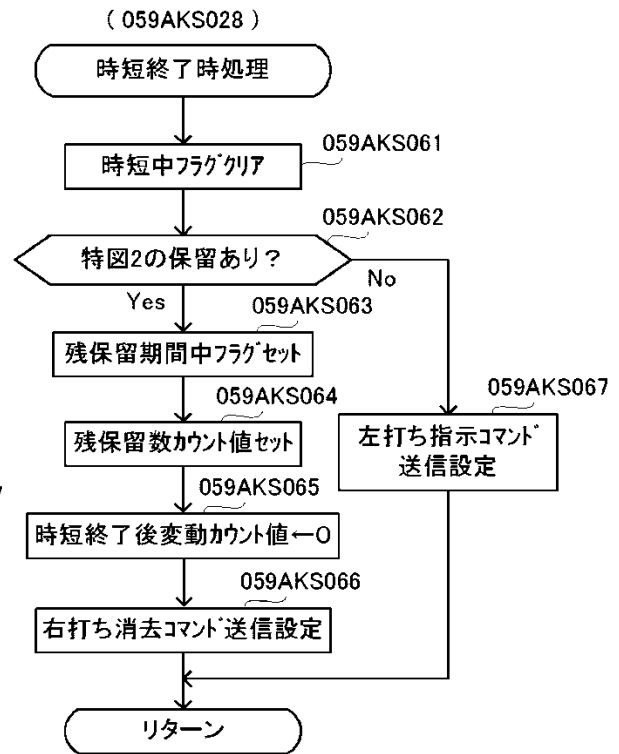 ( 059AKS028 )
時短終了時処理
059AKS061
時短中フラグクリア
059AKS062
特図2の保留あり?
Yes
No
059AKS063
残保留期間中フラグセット
059AKS064
残保留数カウント値セット
059AKS067
左打ち指示コマンド
送信設定
059AKS065
時短終了後変動カウント値←0
059AKS066
右打ち消去コマンド送信設定
リターン